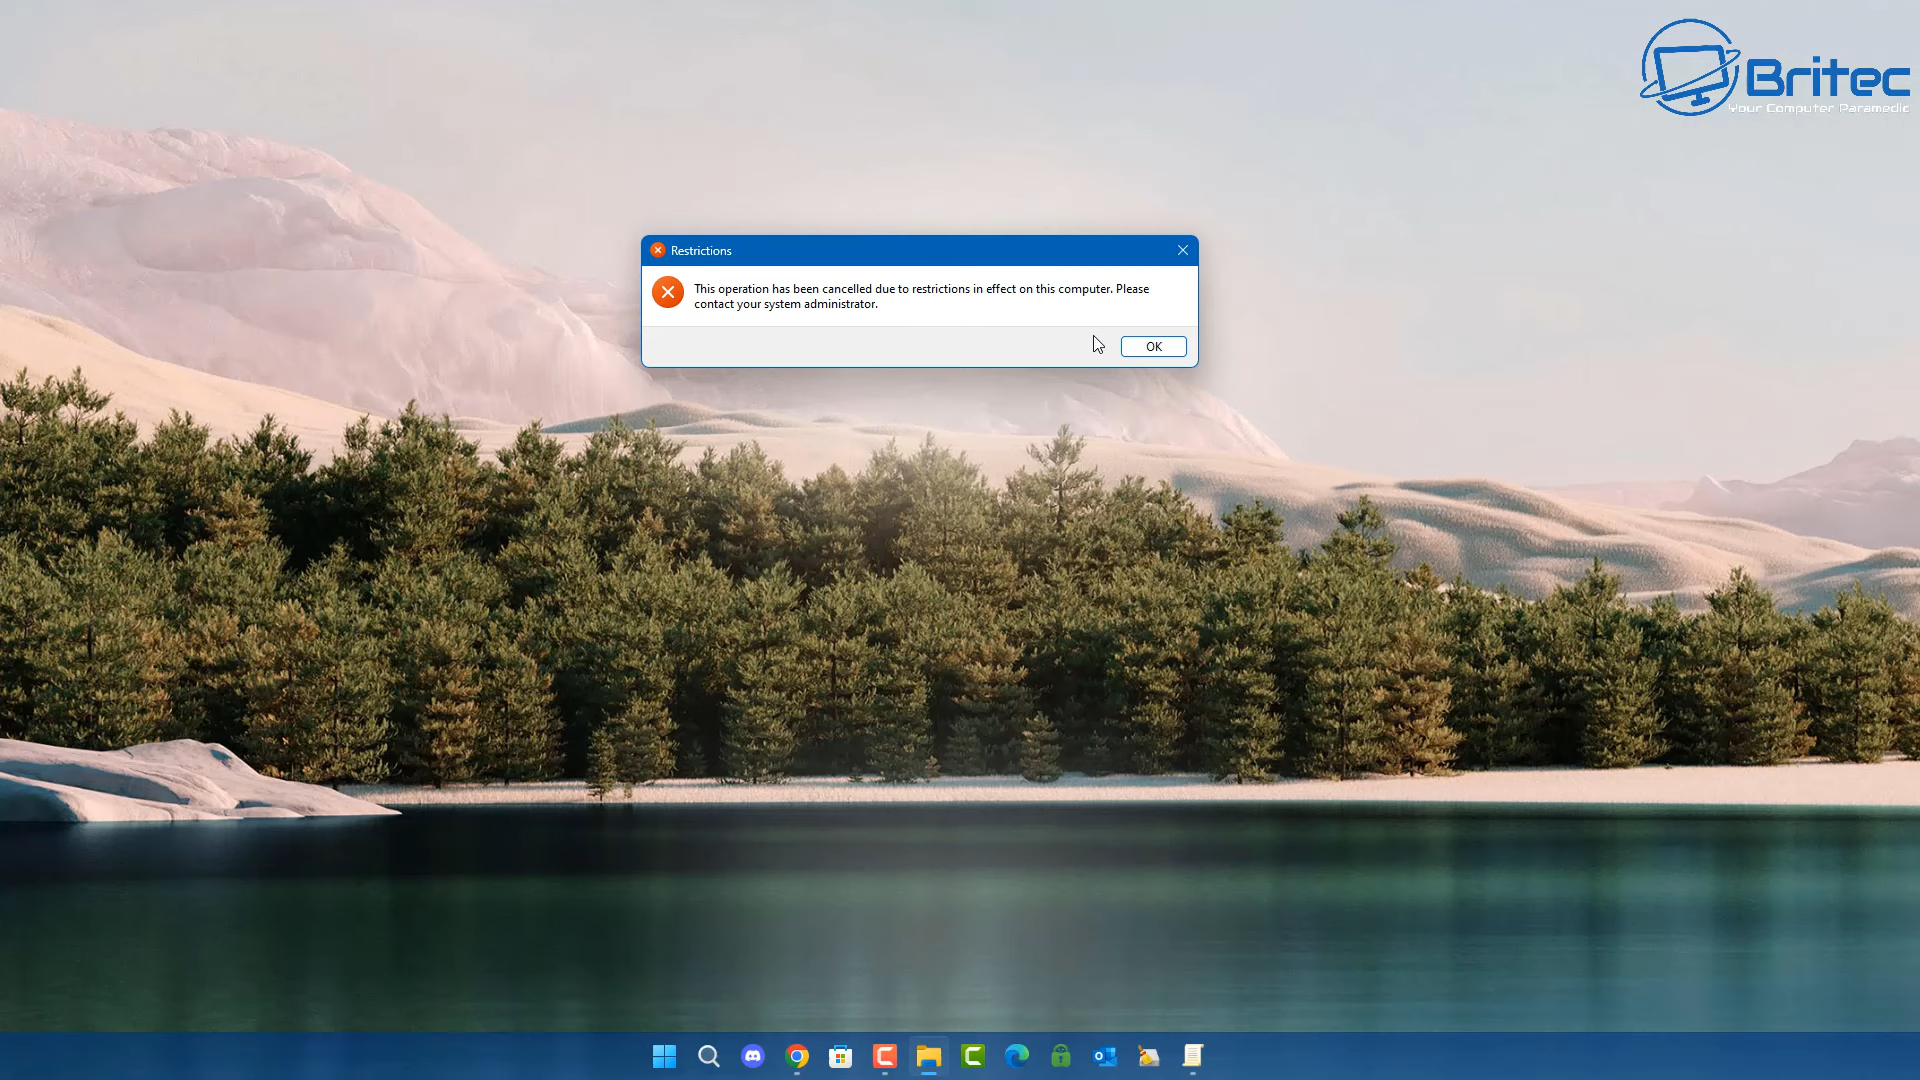 Britec
Your Computer Paramedic
Restrictions
This operation has been cancelled due to restrictions in effect on this computer. Please
contact your system administrator.
OK